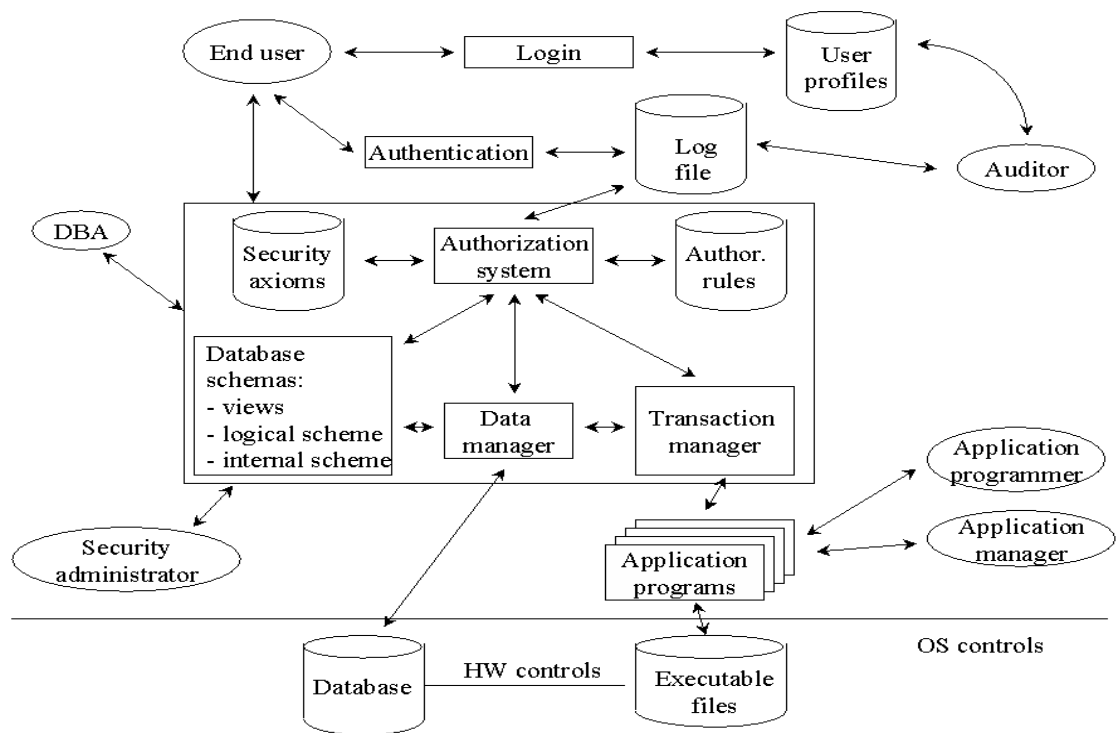 End user
Login
User
profiles
Authentication
Log
file
Auditor
DBA
Security
axioms
Authorization
system
Author.
rules
Database
schemas:
- views
- logical scheme
- internal scheme
Data
manager
Transaction
manager
Application
programmer
Security
administrator
Application
programs
Application
manager
OS controls
HW controls
Database
Executable
files